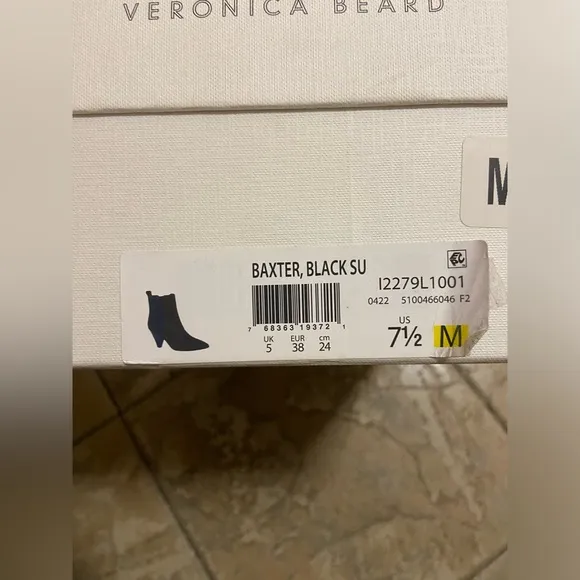 VERONICA BEARD
M
BAXTER, BLACK SU
I2279L1001
0422 5100466046 F2
7 68363 19372 1
UK EUR cm
5 38 24
US
7½ M